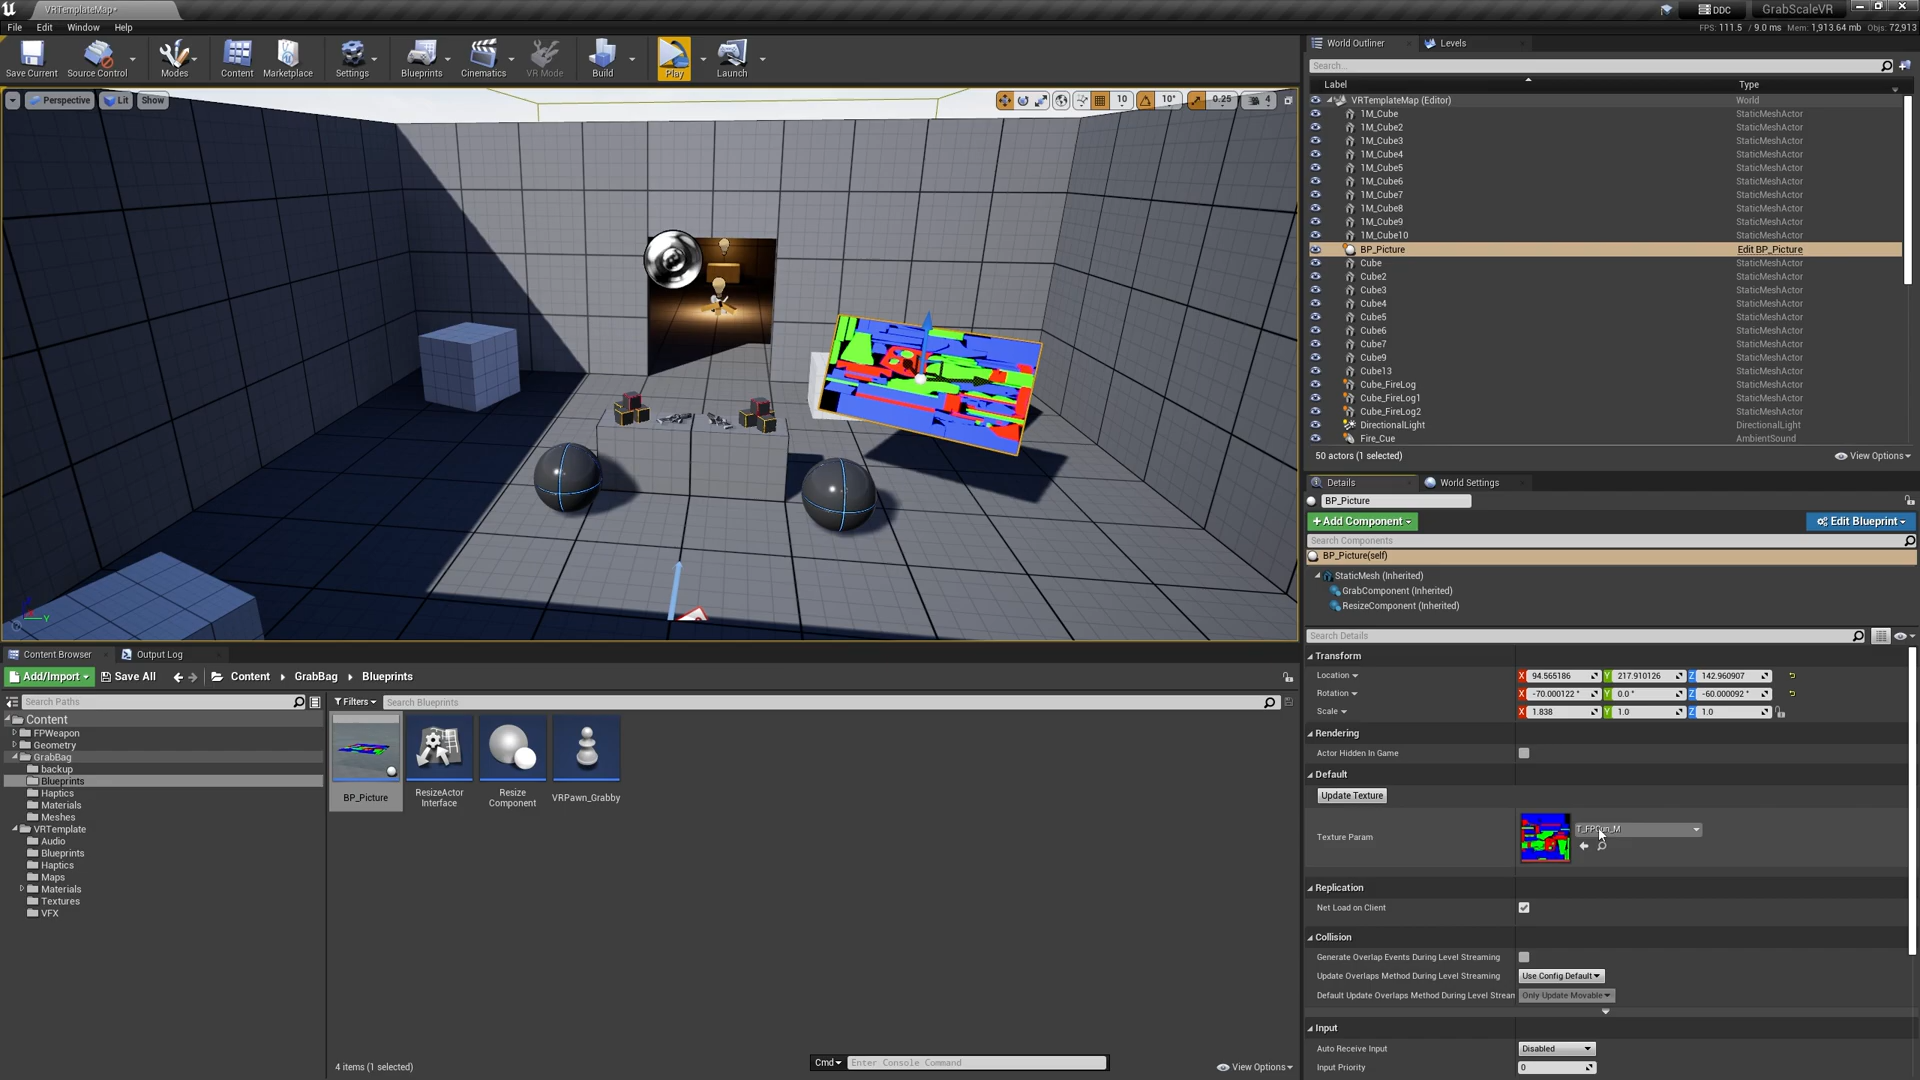 VRTemplateMap*
DDC
GrabScaleVR
File Edit Window Help
FPS: 111.5 / 9.0 ms Mem: 1,913.64 mb Objs: 72,913
Save Current
Source Control
Modes
Content
Marketplace
Settings
Blueprints
Cinematics
VR Mode
Build
Play
Launch
Perspective
Lit
Show
10
10°
0.25
4
World Outliner
Levels
Search...
Label
Type
VRTemplateMap (Editor) World
1M_Cube StaticMeshActor
1M_Cube2 StaticMeshActor
1M_Cube3 StaticMeshActor
1M_Cube4 StaticMeshActor
1M_Cube5 StaticMeshActor
1M_Cube6 StaticMeshActor
1M_Cube7 StaticMeshActor
1M_Cube8 StaticMeshActor
1M_Cube9 StaticMeshActor
1M_Cube10 StaticMeshActor
BP_Picture Edit BP_Picture
Cube StaticMeshActor
Cube2 StaticMeshActor
Cube3 StaticMeshActor
Cube4 StaticMeshActor
Cube5 StaticMeshActor
Cube6 StaticMeshActor
Cube7 StaticMeshActor
Cube9 StaticMeshActor
Cube13 StaticMeshActor
Cube_FireLog StaticMeshActor
Cube_FireLog1 StaticMeshActor
Cube_FireLog2 StaticMeshActor
DirectionalLight DirectionalLight
Fire_Cue AmbientSound
50 actors (1 selected)
View Options
Details
World Settings
BP_Picture
+Add Component
Edit Blueprint
Search Components
BP_Picture(self)
StaticMesh (Inherited)
GrabComponent (Inherited)
ResizeComponent (Inherited)
Search Details
Transform
Location X 94.565186 Y 217.910126 Z 142.960907
Rotation X -70.000122 ° Y 0.0 ° Z -60.000092 °
Scale X 1.838 Y 1.0 Z 1.0
Rendering
Actor Hidden In Game
Default
Update Texture
Texture Param
Replication
Net Load on Client
Collision
Generate Overlap Events During Level Streaming
Update Overlaps Method During Level Streaming Use Config Default
Default Update Overlaps Method During Level Stream Only Update Movable
Input
Auto Receive Input Disabled
Input Priority 0
Content Browser
Output Log
Add/Import
Save All
Content
GrabBag
Blueprints
Search Paths
Filters
Search Blueprints
Content
FPWeapon
Geometry
GrabBag
backup
Blueprints
Haptics
Materials
Meshes
VRTemplate
Audio
Blueprints
Haptics
Maps
Materials
Textures
VFX
BP_Picture
ResizeActor
Interface
Resize
Component
VRPawn_Grabby
4 items (1 selected)
Cmd
Enter Console Command
View Options